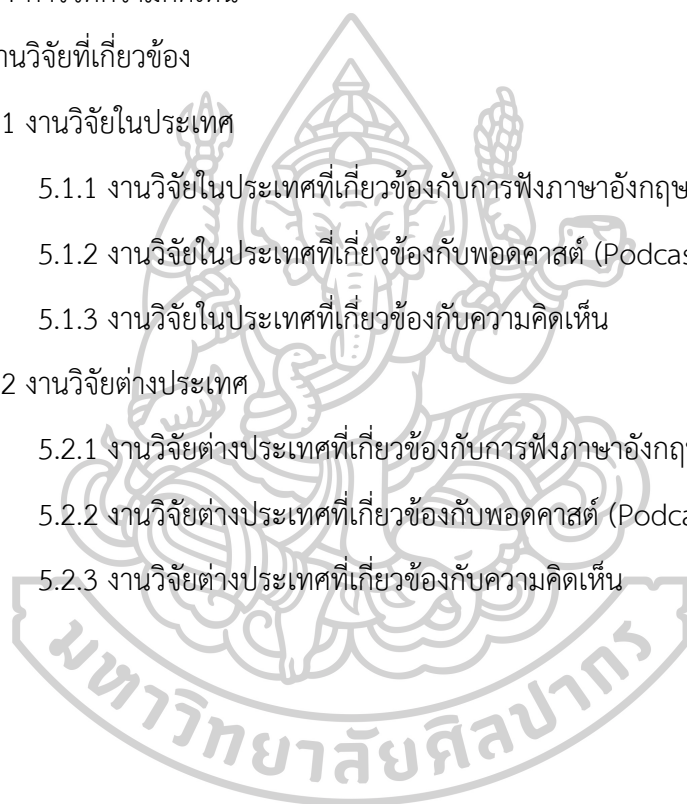 การวัดความคิดเห็น
านวิจัยที่เกี่ยวข้อง
1 งานวิจัยในประเทศ
5.1.1 งานวิจัยในประเทศที่เกี่ยวข้องกับการฟังภาษาอังกฤษ
5.1.2 งานวิจัยในประเทศที่เกี่ยวข้องกับพอดคาสต์ (Podcas
5.1.3 งานวิจัยในประเทศที่เกี่ยวข้องกับความคิดเห็น
2 งานวิจัยต่างประเทศ
5.2.1 งานวิจัยต่างประเทศที่เกี่ยวข้องกับการฟังภาษาอังกฤ
5.2.2 งานวิจัยต่างประเทศที่เกี่ยวข้องกับพอดคาสต์ (Podca
5.2.3 งานวิจัยต่างประเทศที่เกี่ยวข้องกับความคิดเห็น
มหาวิทยาลัยศิลปากร